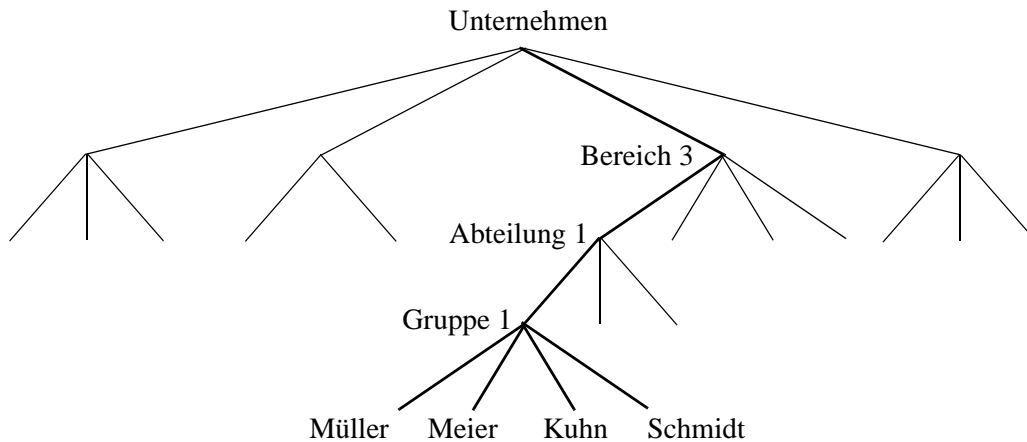 Unternehmen
Bereich 3
Abteilung 1
Gruppe 1
Müller Meier Kuhn Schmidt